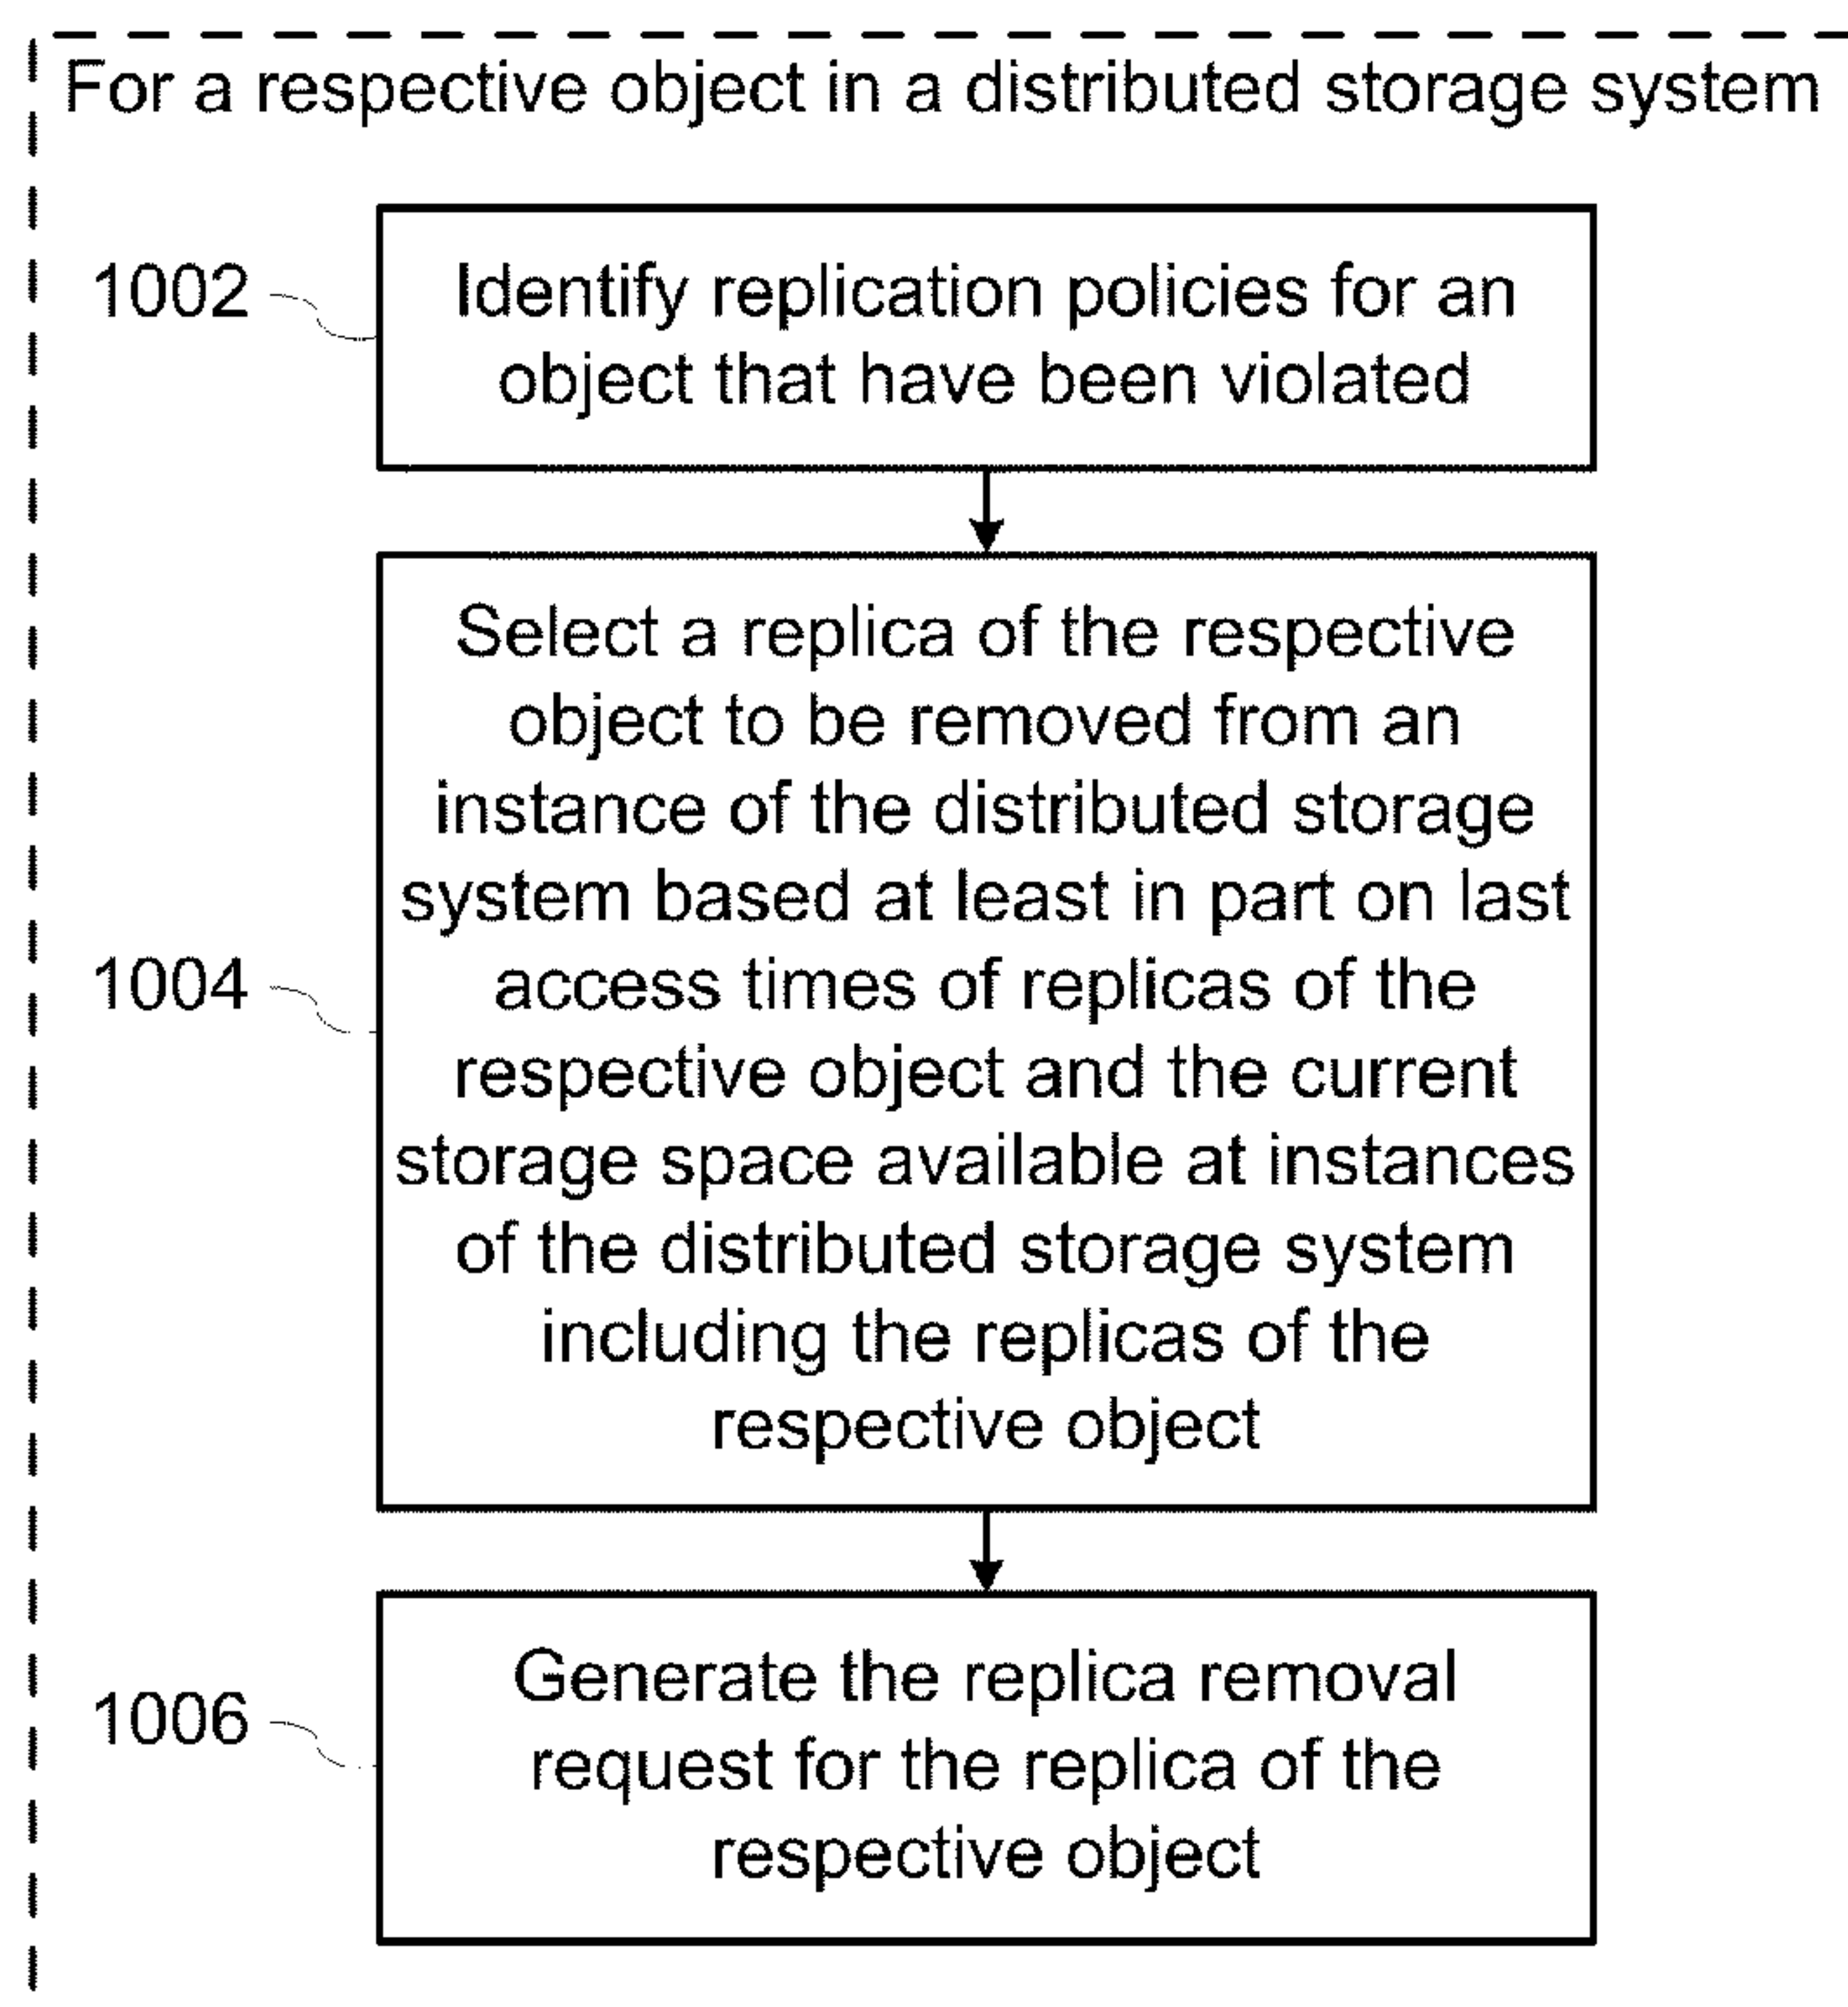 For a respective object in a distributed storage system
1002
Identify replication policies for an
object that have been violated
1004
Select a replica of the respective
object to be removed from an
instance of the distributed storage
system based at least in part on last
access times of replicas of the
respective object and the current
storage space available at instances
of the distributed storage system
including the replicas of the
respective object
1006
Generate the replica removal
request for the replica of the
respective object